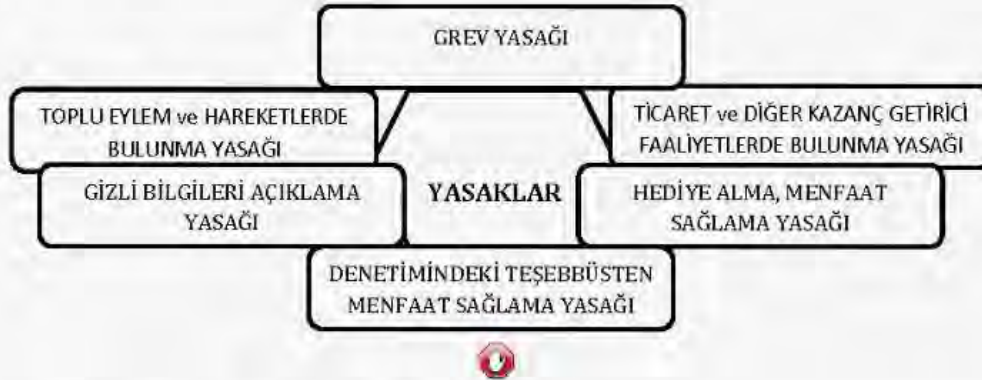 GREV YASAĞI
TOPLU EYLEM ve HAREKETLERDE
BULUNMA YASAĞI
TİCARET ve DİĞER KAZANÇ GETİRİCİ
FAALİYETLERDE BULUNMA YASAĞI
GİZLİ BİLGİLERİ AÇIKLAMA
YASAĞI
YASAKLAR
HEDİYE ALMA, MENFAAT
SAĞLAMA YASAĞI
DENETİMİNDEKİ TEŞEBBÜSTEN
MENFAAT SAĞLAMA YASAĞI